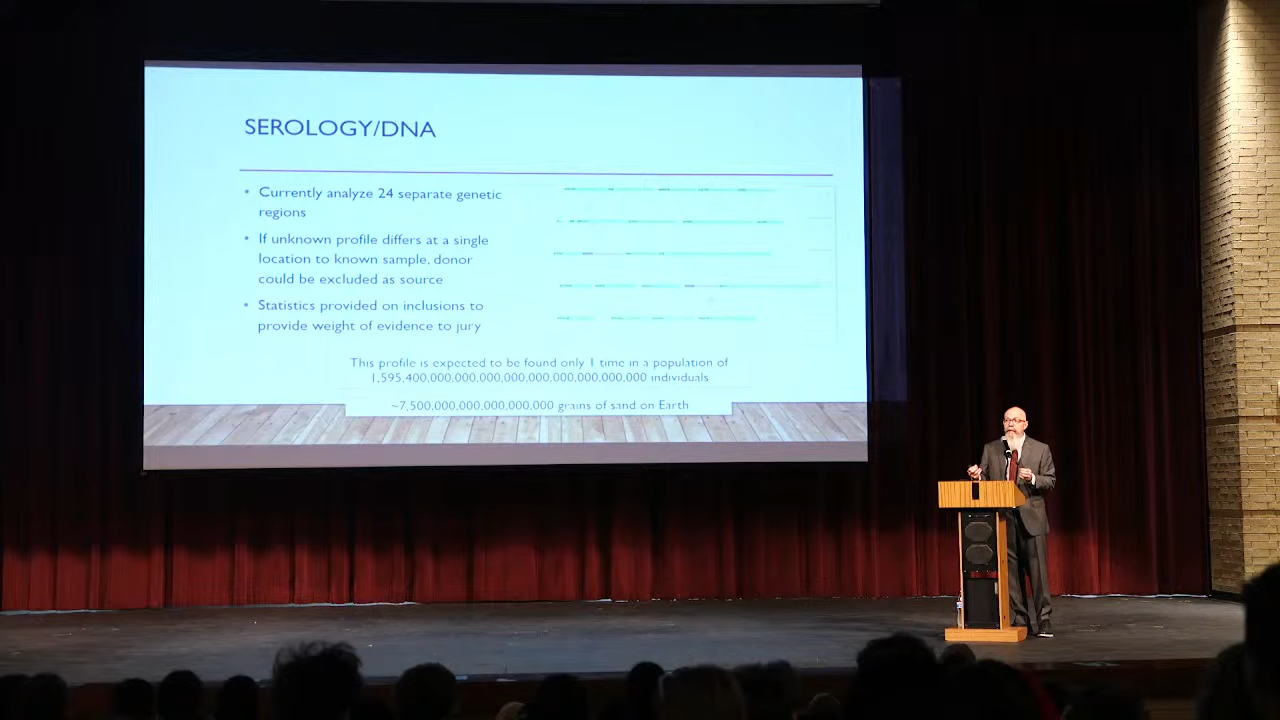 SEROLOGY/DNA
• Currently analyze 24 separate genetic
regions
• If unknown profile differs at a single
location to known sample, donor
could be excluded as source
• Statistics provided on inclusions to
provide weight of evidence to jury
This profile is expected to be found only 1 time in a population of
1,595,400,000,000,000,000,000,000,000,000 individuals
~7,500,000,000,000,000,000 grains of sand on Earth